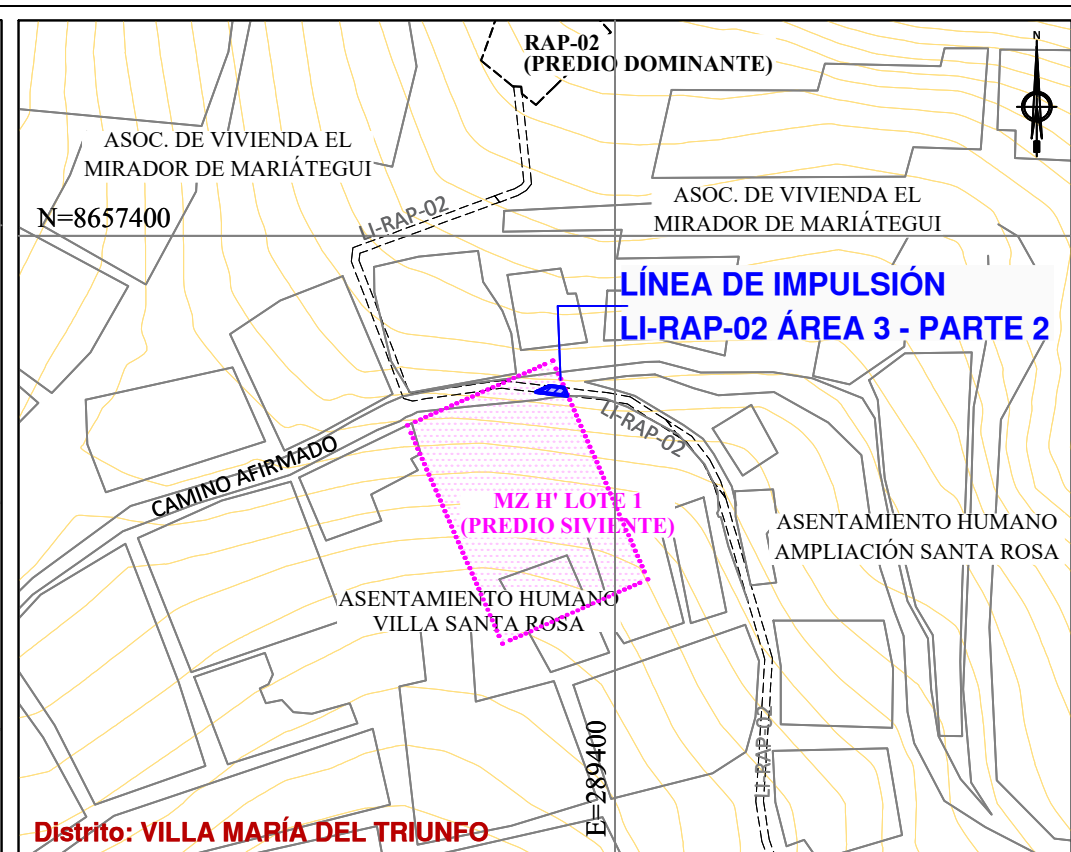 RAP-02
(PREDIO DOMINANTE)
N
ASOC. DE VIVIENDA EL
MIRADOR DE MARIÁTEGUI
ASOC. DE VIVIENDA EL
MIRADOR DE MARIÁTEGUI
N=8657400
LI-RAP-02
LÍNEA DE IMPULSIÓN
LI-RAP-02 ÁREA 3 - PARTE 2
LI-RAP-02
CAMINO AFIRMADO
MZ H' LOTE 1
(PREDIO SIVIENTE)
ASENTAMIENTO HUMANO
AMPLIACIÓN SANTA ROSA
ASENTAMIENTO HUMANO
VILLA SANTA ROSA
LI-RAP-02
E=289400
Distrito: VILLA MARÍA DEL TRIUNFO